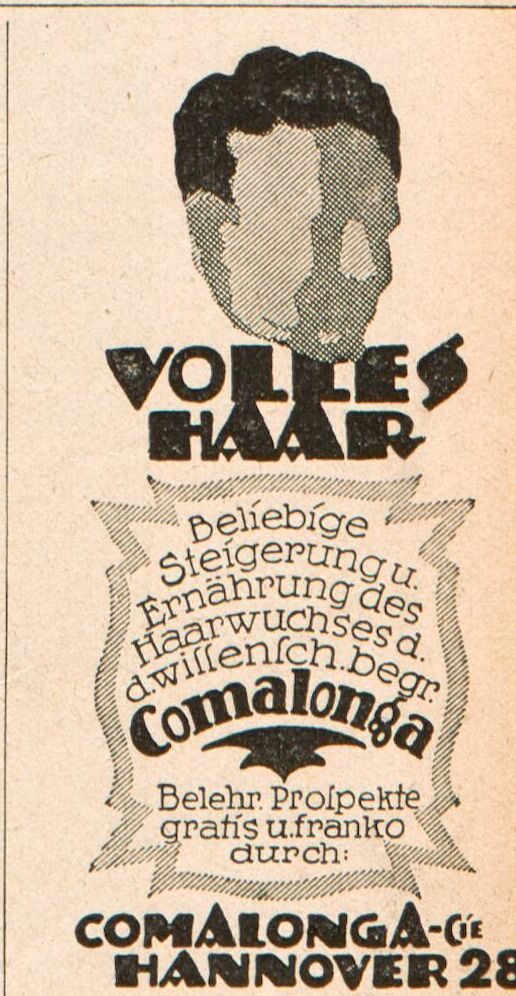 VOLLES
HAAR
Beliebige
Steigerung u.
Ernährung des
Haarwuchses d.
d. wiſſenſch. begr.
Comalonga
Belehr. Proſpekte
gratis u. franko
durch:
COMALONGA-CIE
HANNOVER 28